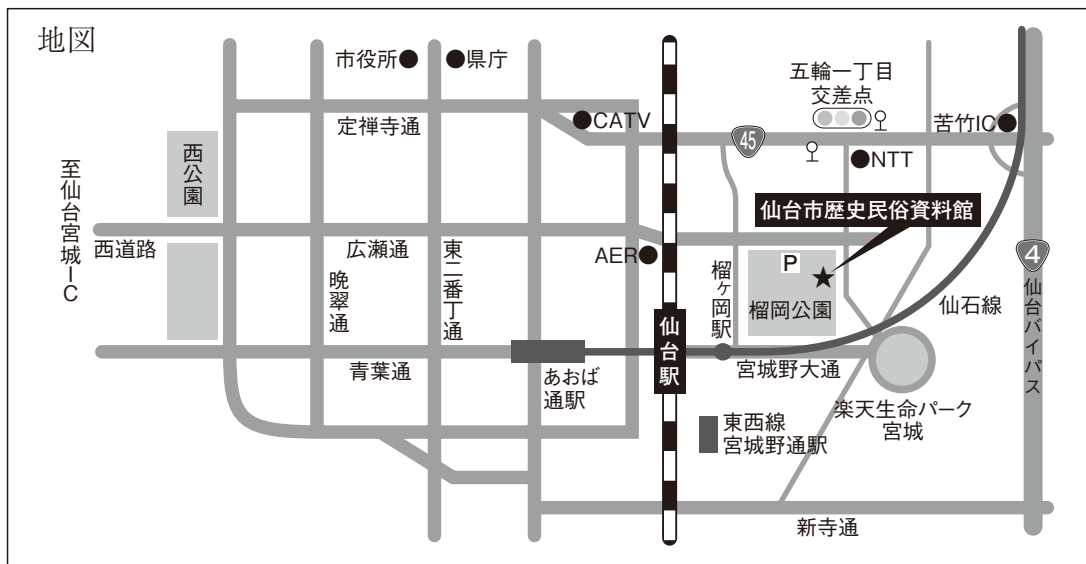 地図
市役所
県庁
五輪一丁目
交差点
定禅寺通
CATV
45
苦竹IC
NTT
西公園
至仙台宮城IC
仙台市歴史民俗資料館
西道路
広瀬通
東二番丁通
AER
P
榴ヶ岡駅
榴岡公園
4
仙台バイパス
仙石線
晩翠通
仙台駅
青葉通
あおば
通駅
宮城野大通
東西線
宮城野通駅
楽天生命パーク
宮城
新寺通